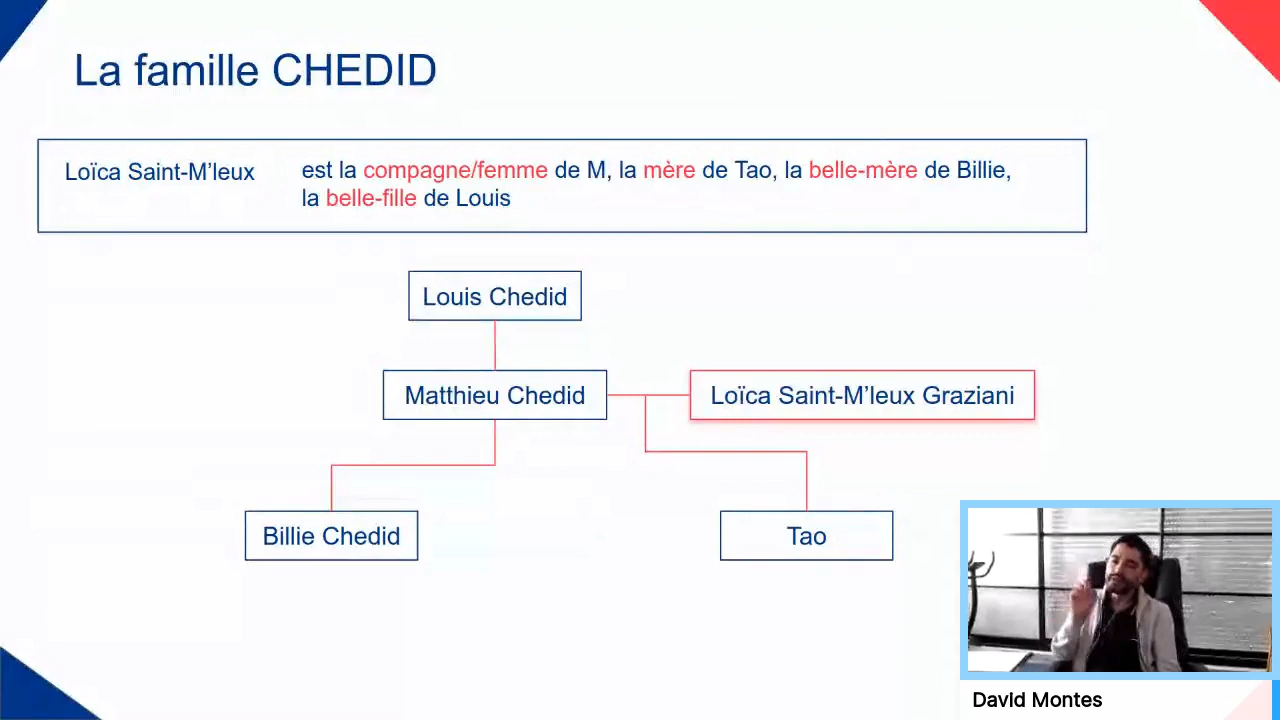 La famille CHEDID
Loïca Saint-M'leux est la compagne/femme de M, la mère de Tao, la belle-mère de Billie,
la belle-fille de Louis
Louis Chedid
Matthieu Chedid
Loïca Saint-M'leux Graziani
Billie Chedid
Tao
David Montes